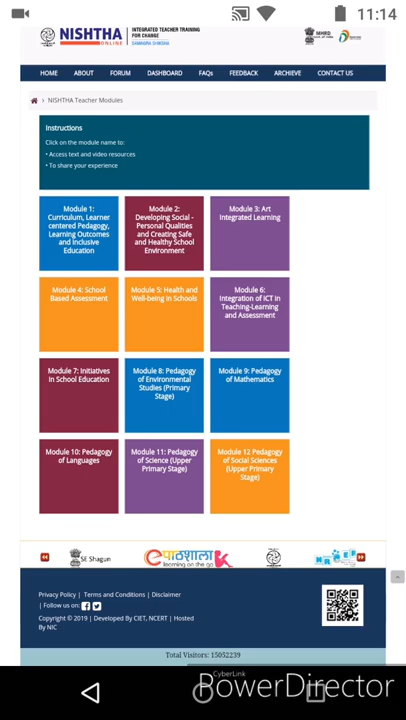 11:14
NISHTHA
ONLINE
INTEGRATED TEACHER TRAINING
FOR CHANGE
SAMAGRA SHIKSHA
MHRD
HOME ABOUT FORUM DASHBOARD FAQs FEEDBACK ARCHIEVE CONTACT US
NISHTHA Teacher Modules
Instructions
Click on the module name to:
• Access text and video resources
• To share your experience
Module 1:
Curriculum, Learner
centered Pedagogy,
Learning Outcomes
and Inclusive
Education
Module 2:
Developing Social -
Personal Qualities
and Creating Safe
and Healthy School
Environment
Module 3: Art
Integrated Learning
Module 4: School
Based Assessment
Module 5: Health and
Well-being in Schools
Module 6:
Integration of ICT in
Teaching-Learning
and Assessment
Module 7: Initiatives
in School Education
Module 8: Pedagogy
of Environmental
Studies (Primary
Stage)
Module 9: Pedagogy
of Mathematics
Module 10: Pedagogy
of Languages
Module 11: Pedagogy
of Science (Upper
Primary Stage)
Module 12 Pedagogy
of Social Sciences
(Upper Primary
Stage)
SE Shagun
पाठशाला
learning on the go
Privacy Policy | Terms and Conditions | Disclaimer
| Follow us on:
Copyright © 2019 | Developed By CIET, NCERT | Hosted
By NIC
Total Visitors: 15052239
CyberLink
PowerDirector